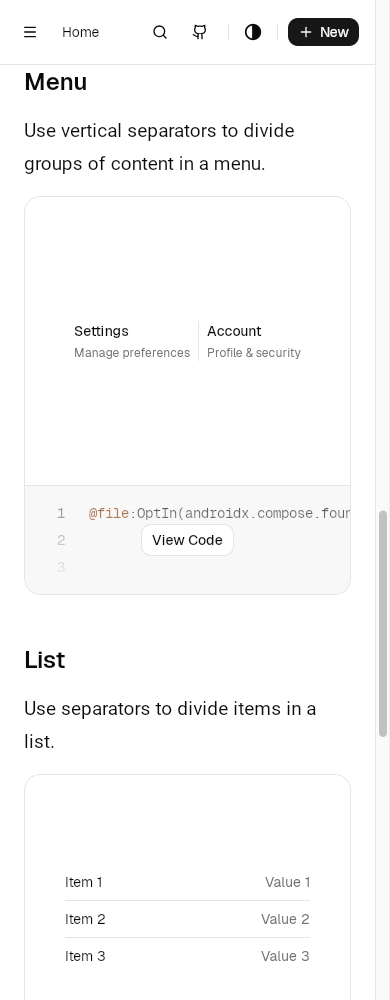 Home
New
Menu
Use vertical separators to divide
groups of content in a menu.
Settings
Account
Manage preferences
Profile & security
1 @file:OptIn(androidx.compose.four
2
View Code
3
List
Use separators to divide items in a
list.
Item 1 Value 1
Item 2 Value 2
Item 3 Value 3